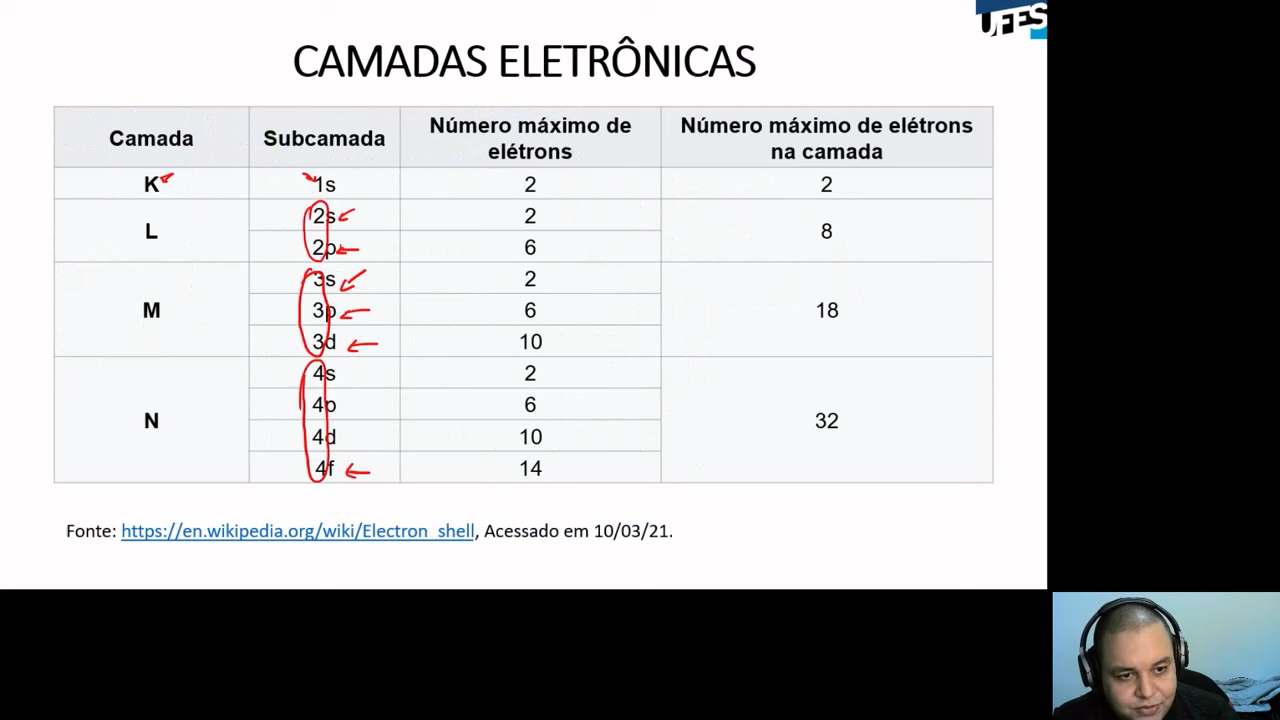 UFES
CAMADAS ELETRÔNICAS
Camada
Subcamada
Número máximo de
elétrons
Número máximo de elétrons
na camada
K
1s
2
2
L
2s
2
8
2p
6
M
3s
2
18
3p
6
3d
10
N
4s
2
32
4p
6
4d
10
4f
14
Fonte: https://en.wikipedia.org/wiki/Electron_shell, Acessado em 10/03/21.